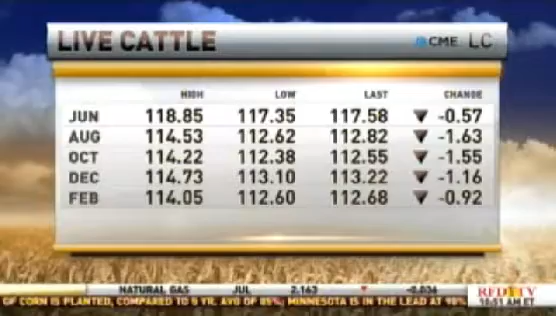 LIVE CATTLE CME LC
HIGH LOW LAST CHANGE
JUN 118.85 117.35 117.58 ▼ -0.57
AUG 114.53 112.62 112.82 ▼ -1.63
OCT 114.22 112.38 112.55 ▼ -1.55
DEC 114.73 113.10 113.22 ▼ -1.16
FEB 114.05 112.60 112.68 ▼ -0.92
NATURAL GAS JUL 2.163 ▼ -0.036
OF CORN IS PLANTED, COMPARED TO 5 YR. AVG OF 85%; MINNESOTA IS IN THE LEAD AT 98%
RFD TV
10:51 AM ET